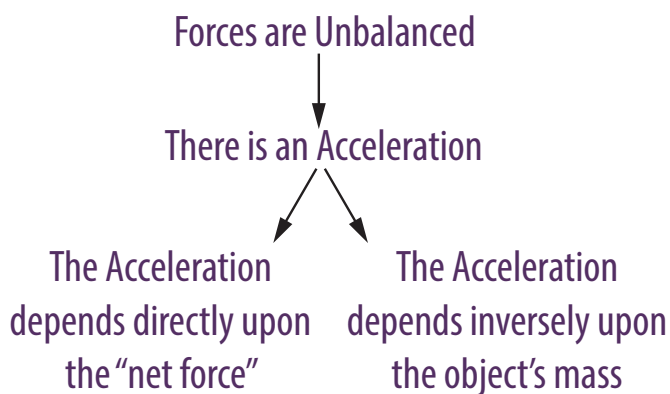 Forces are Unbalanced
There is an Acceleration
The Acceleration
depends directly upon
the “net force”
The Acceleration
depends inversely upon
the object’s mass